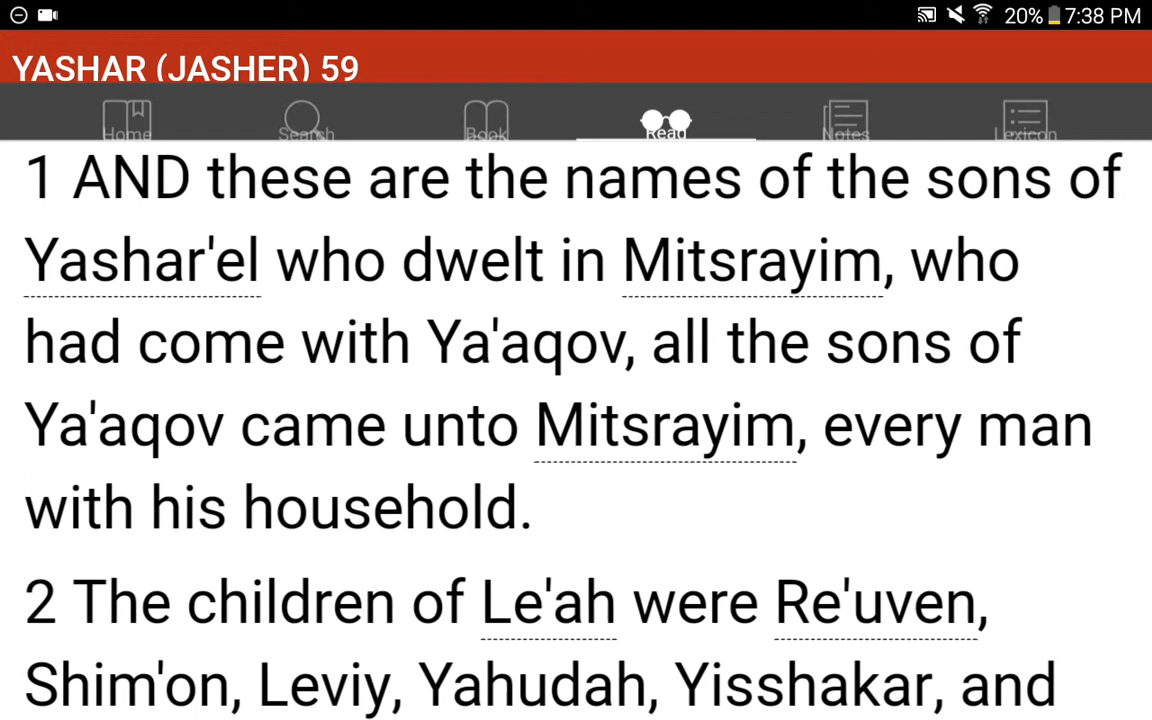 20% 7:38 PM
YASHAR (JASHER) 59
Home Search Book Read Notes Lexicon
1 AND these are the names of the sons of
Yashar'el who dwelt in Mitsrayim, who
had come with Ya'aqov, all the sons of
Ya'aqov came unto Mitsrayim, every man
with his household.
2 The children of Le'ah were Re'uven,
Shim'on, Leviy, Yahudah, Yisshakar, and